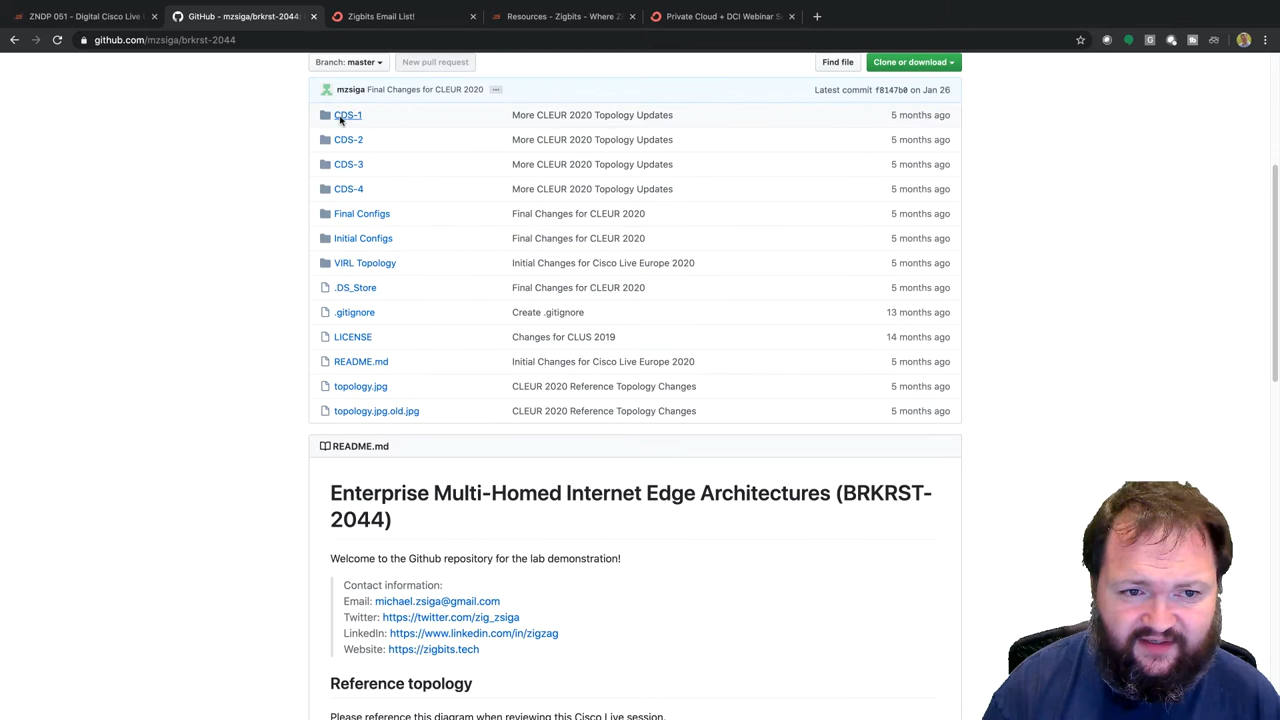 ZNDP 051 - Digital Cisco Live
GitHub - mzsiga/brkrst-2044:
Zigbits Email List!
Resources - Zigbits - Where Z
Private Cloud + DCI Webinar S
github.com/mzsiga/brkrst-2044
Branch: master
New pull request
Find file
Clone or download
mzsiga Final Changes for CLEUR 2020
Latest commit f8147b0 on Jan 26
CDS-1 More CLEUR 2020 Topology Updates 5 months ago
CDS-2 More CLEUR 2020 Topology Updates 5 months ago
CDS-3 More CLEUR 2020 Topology Updates 5 months ago
CDS-4 More CLEUR 2020 Topology Updates 5 months ago
Final Configs Final Changes for CLEUR 2020 5 months ago
Initial Configs Final Changes for CLEUR 2020 5 months ago
VIRL Topology Initial Changes for Cisco Live Europe 2020 5 months ago
.DS_Store Final Changes for CLEUR 2020 5 months ago
.gitignore Create .gitignore 13 months ago
LICENSE Changes for CLUS 2019 14 months ago
README.md Initial Changes for Cisco Live Europe 2020 5 months ago
topology.jpg CLEUR 2020 Reference Topology Changes 5 months ago
topology.jpg.old.jpg CLEUR 2020 Reference Topology Changes 5 months ago
README.md
Enterprise Multi-Homed Internet Edge Architectures (BRKRST-
2044)
Welcome to the Github repository for the lab demonstration!
Contact information:
Email: michael.zsiga@gmail.com
Twitter: https://twitter.com/zig_zsiga
LinkedIn: https://www.linkedin.com/in/zigzag
Website: https://zigbits.tech
Reference topology
Please reference this diagram when reviewing this Cisco Live session.